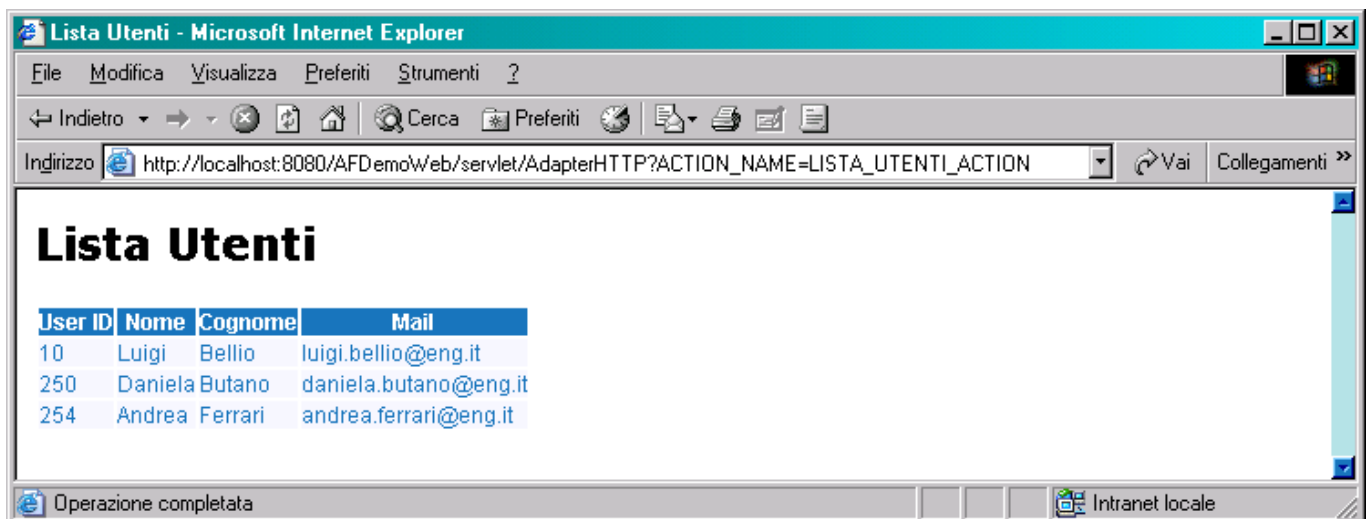 Lista Utenti - Microsoft Internet Explorer
File Modifica Visualizza Preferiti Strumenti ?
Indietro Cerca Preferiti
Indirizzo http://localhost:8080/AFDemoWeb/servlet/AdapterHTTP?ACTION_NAME=LISTA_UTENTI_ACTION Vai Collegamenti »
Lista Utenti
User ID Nome Cognome Mail
10 Luigi Bellio luigi.bellio@eng.it
250 Daniela Butano daniela.butano@eng.it
254 Andrea Ferrari andrea.ferrari@eng.it
Operazione completata Intranet locale